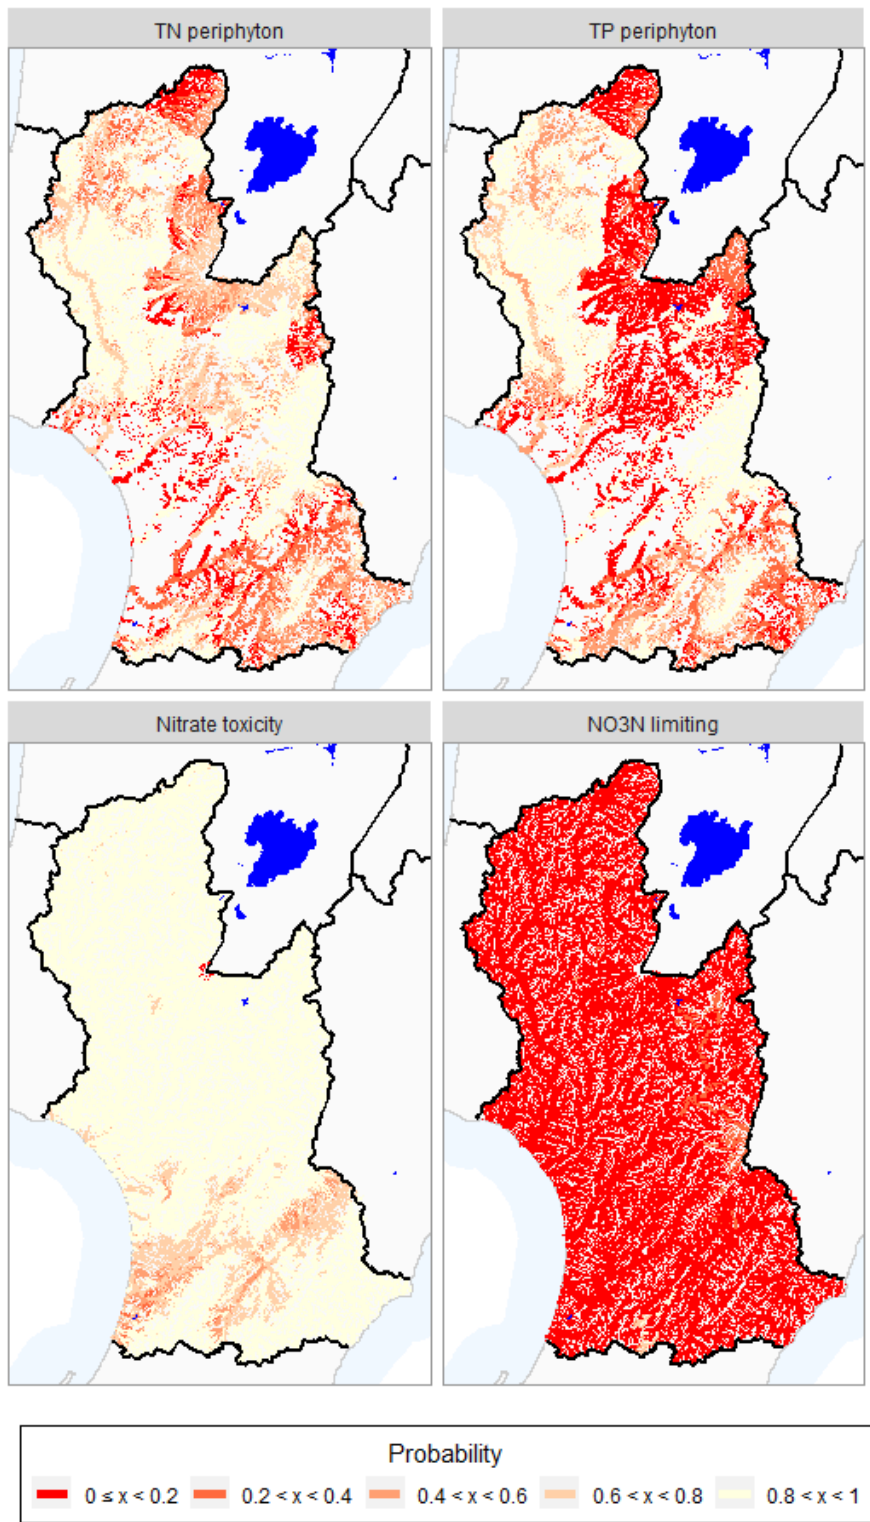 TN periphyton
TP periphyton
Nitrate toxicity
NO3N limiting
Probability
0 ≤ x < 0.2
0.2 < x < 0.4
0.4 < x < 0.6
0.6 < x < 0.8
0.8 < x < 1